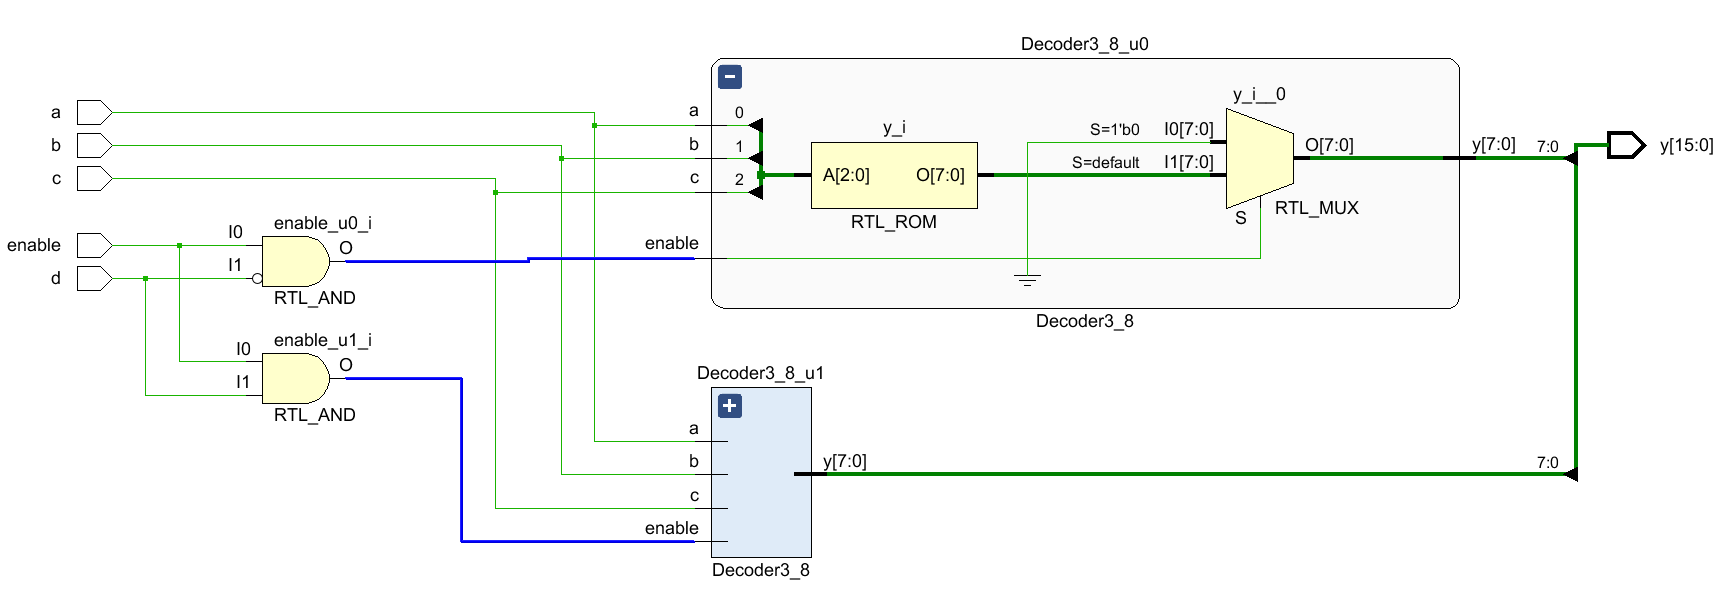 Decoder3_8_u0
a
b
c
enable
d
I0
I1
enable_u0_i
O
RTL_AND
I0
I1
enable_u1_i
O
RTL_AND
a
b
c
enable
0
1
2
y_i
A[2:0]
O[7:0]
RTL_ROM
y_i__0
S=1'b0
I0[7:0]
S=default
I1[7:0]
O[7:0]
S
RTL_MUX
Decoder3_8
y[7:0]
7:0
y[15:0]
Decoder3_8_u1
a
b
c
enable
y[7:0]
7:0
Decoder3_8